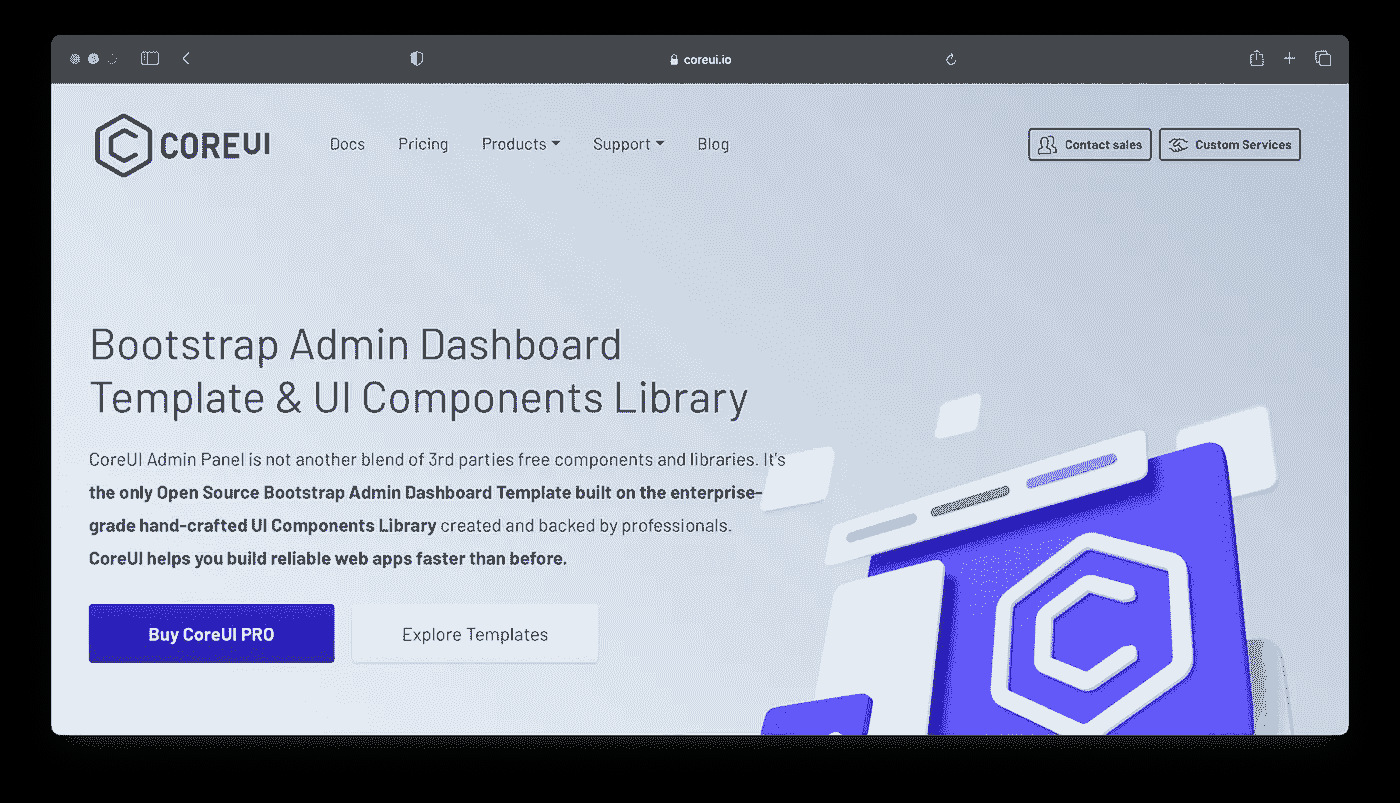 coreui.io
COREUI
Docs
Pricing
Products
Support
Blog
Contact sales
Custom Services
Bootstrap Admin Dashboard
Template & UI Components Library
CoreUI Admin Panel is not another blend of 3rd parties free components and libraries. It's
the only Open Source Bootstrap Admin Dashboard Template built on the enterprise-
grade hand-crafted UI Components Library created and backed by professionals.
CoreUI helps you build reliable web apps faster than before.
Buy CoreUI PRO
Explore Templates